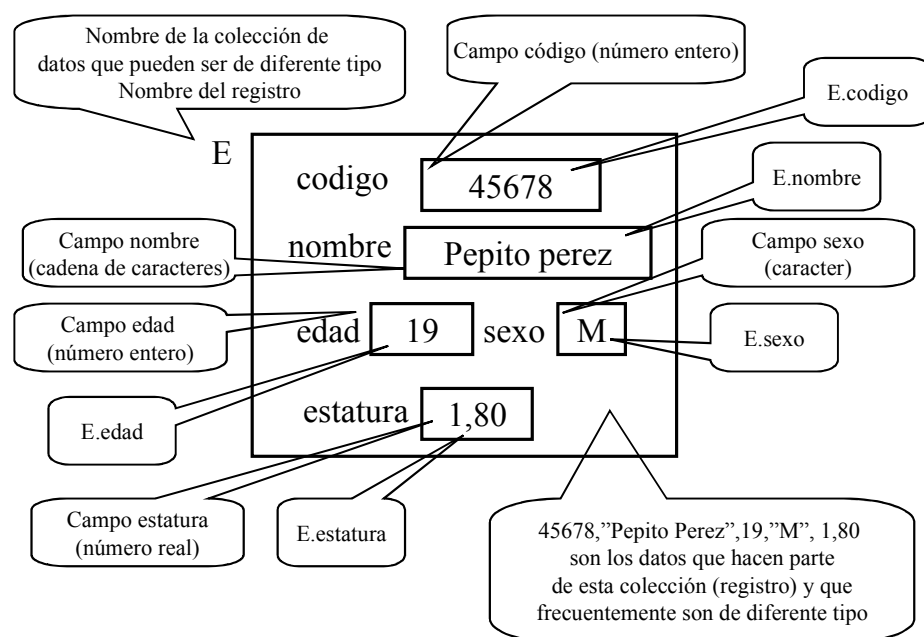 Nombre de la colección de
datos que pueden ser de diferente tipo
Nombre del registro
Campo código (número entero)
E.codigo
E
codigo
45678
E.nombre
Campo nombre
(cadena de caracteres)
nombre
Pepito perez
Campo sexo
(caracter)
Campo edad
(número entero)
edad
19
sexo
M
E.sexo
E.edad
estatura
1,80
Campo estatura
(número real)
E.estatura
45678,”Pepito Perez”,19,”M”, 1,80
son los datos que hacen parte
de esta colección (registro) y que
frecuentemente son de diferente tipo